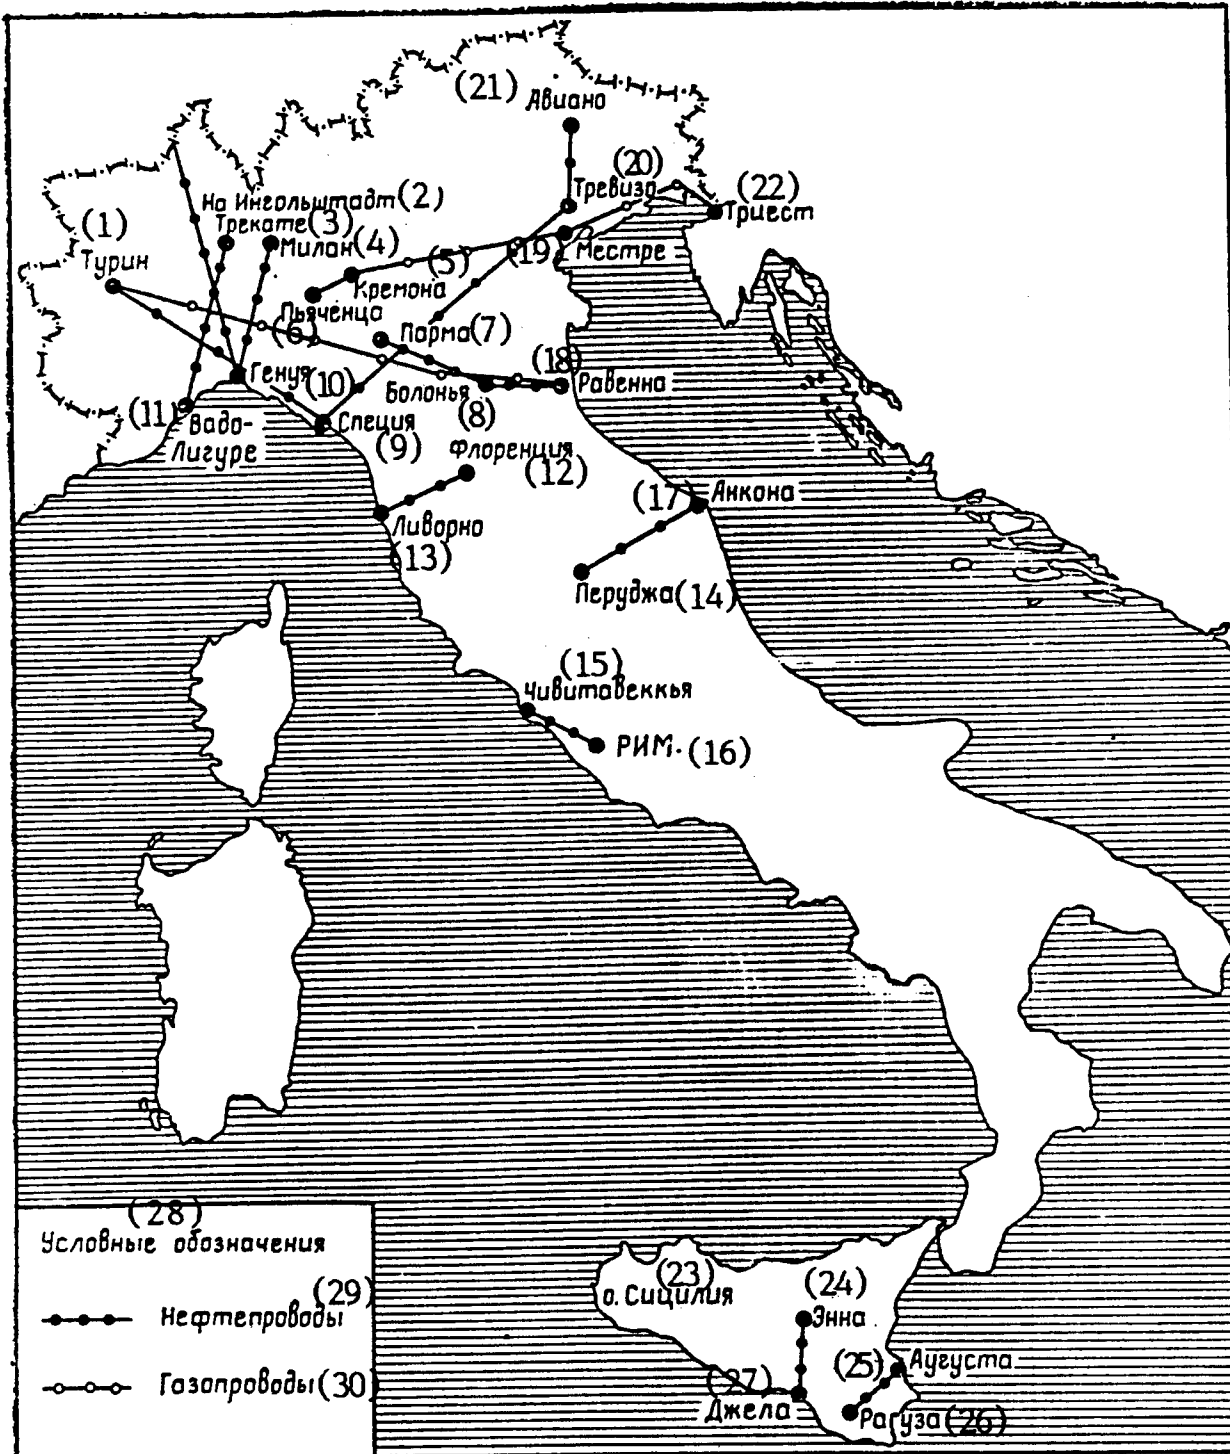 (21) Авиано
(20)
Тревизо
(22)
Триест
На Ингольштадт (2)
Трекате (3)
Милан (4)
(1)
Турин
(19) Местре
(5)
Кремона
Пьяченца
(6)
Парма (7)
(18)
Равенна
Генуя (10)
Болонья
(8)
(11) Вадо-
Лигуре
Специя
(9)
Флоренция
(12)
(17) Анкона
Ливорно
(13)
Перуджа (14)
(15)
Чивитавеккья
РИМ. (16)
(28)
Условные обозначения
Нефтепроводы (29)
Газопроводы (30)
(23)
о. Сицилия
(24)
Энна
(25) Аугуста
(27)
Джела
Рагуза (26)